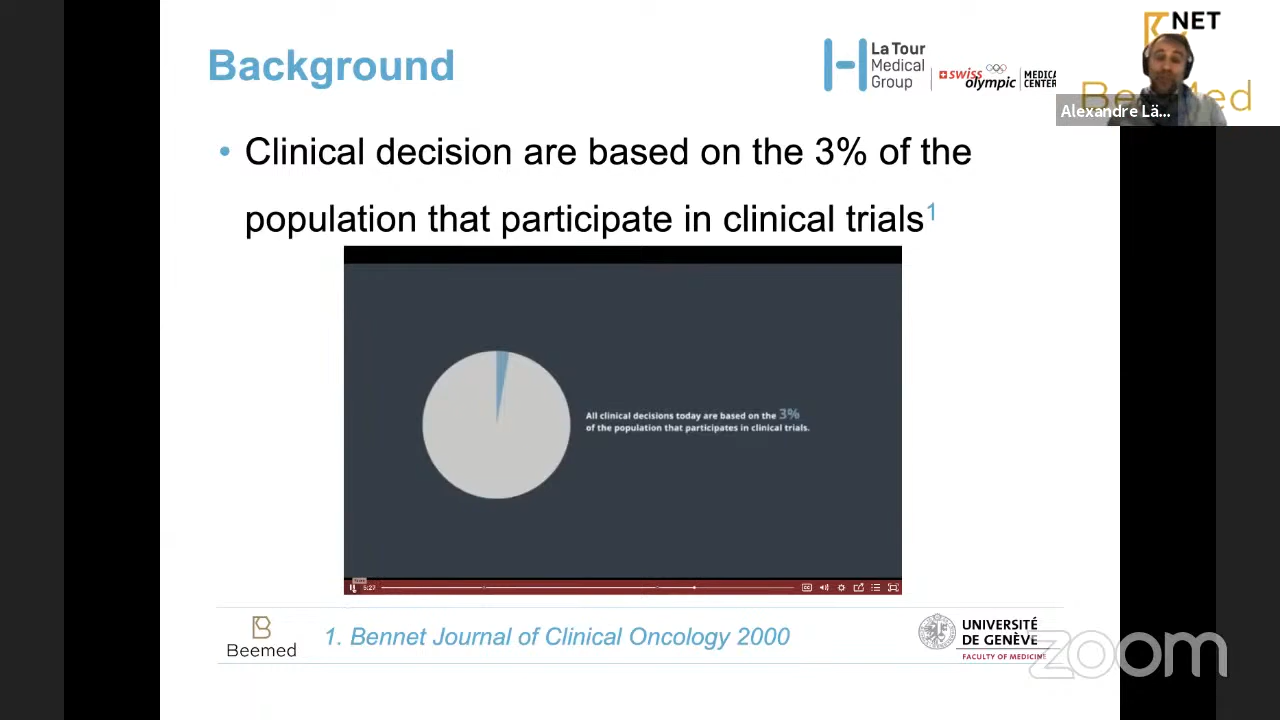 Background
La Tour
Medical
Group
swiss
olympic
MEDICA
CENTER
NET
Alexandre Lä...
• Clinical decision are based on the 3% of the
population that participate in clinical trials1
All clinical decisions today are based on the 3%
of the population that participates in clinical trials.
5:27
CC
Beemed
1. Bennet Journal of Clinical Oncology 2000
UNIVERSITÉ
DE GENÈVE
FACULTY OF MEDICINE
zoom